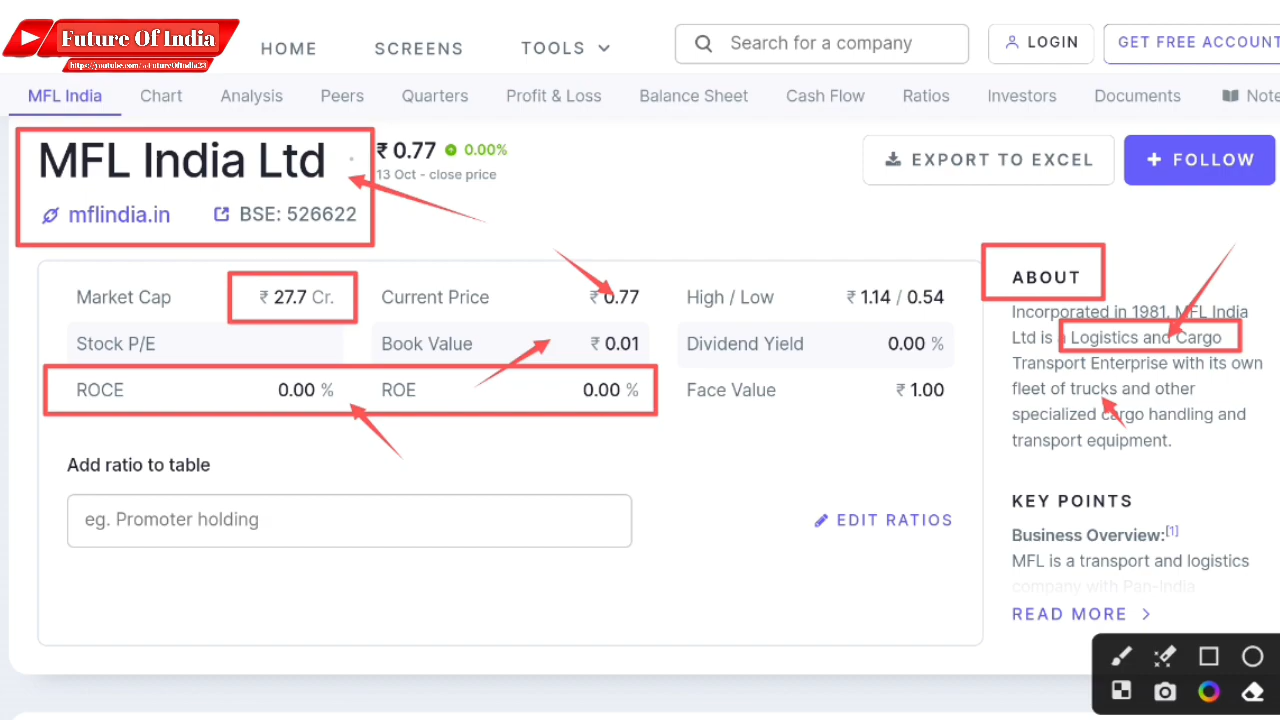 Future Of India
HOME SCREENS TOOLS
Search for a company
LOGIN
GET FREE ACCOUNT
MFL India Chart Analysis Peers Quarters Profit & Loss Balance Sheet Cash Flow Ratios Investors Documents Note
MFL India Ltd
₹ 0.77 0.00%
13 Oct - close price
EXPORT TO EXCEL
+ FOLLOW
mflindia.in BSE: 526622
Market Cap ₹ 27.7 Cr. Current Price ₹ 0.77 High / Low ₹ 1.14 / 0.54
Stock P/E Book Value ₹ 0.01 Dividend Yield 0.00 %
ROCE 0.00 % ROE 0.00 % Face Value ₹ 1.00
Add ratio to table
eg. Promoter holding
EDIT RATIOS
ABOUT
Incorporated in 1981, MFL India
Ltd is a Logistics and Cargo
Transport Enterprise with its own
fleet of trucks and other
specialized cargo handling and
transport equipment.
KEY POINTS
Business Overview:[1]
MFL is a transport and logistics
company with Pan-India
READ MORE